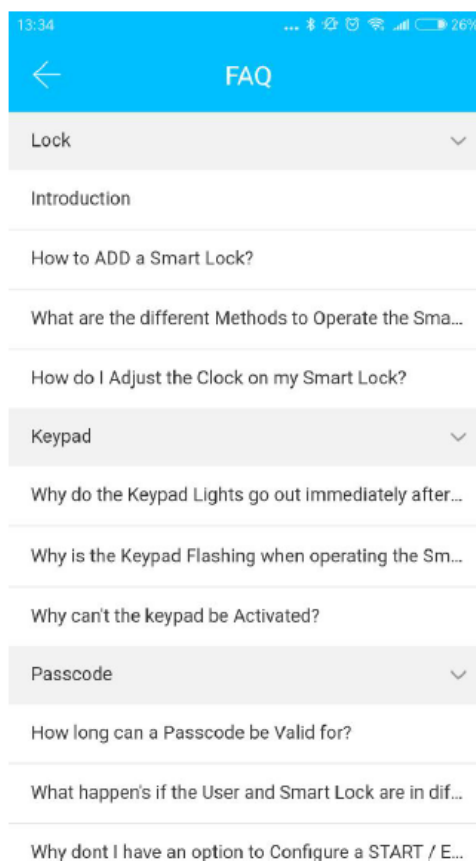 13:34
... 26%
FAQ
Lock
Introduction
How to ADD a Smart Lock?
What are the different Methods to Operate the Sma...
How do I Adjust the Clock on my Smart Lock?
Keypad
Why do the Keypad Lights go out immediately after...
Why is the Keypad Flashing when operating the Sm...
Why can't the keypad be Activated?
Passcode
How long can a Passcode be Valid for?
What happen's if the User and Smart Lock are in dif...
Why dont I have an option to Configure a START / E...